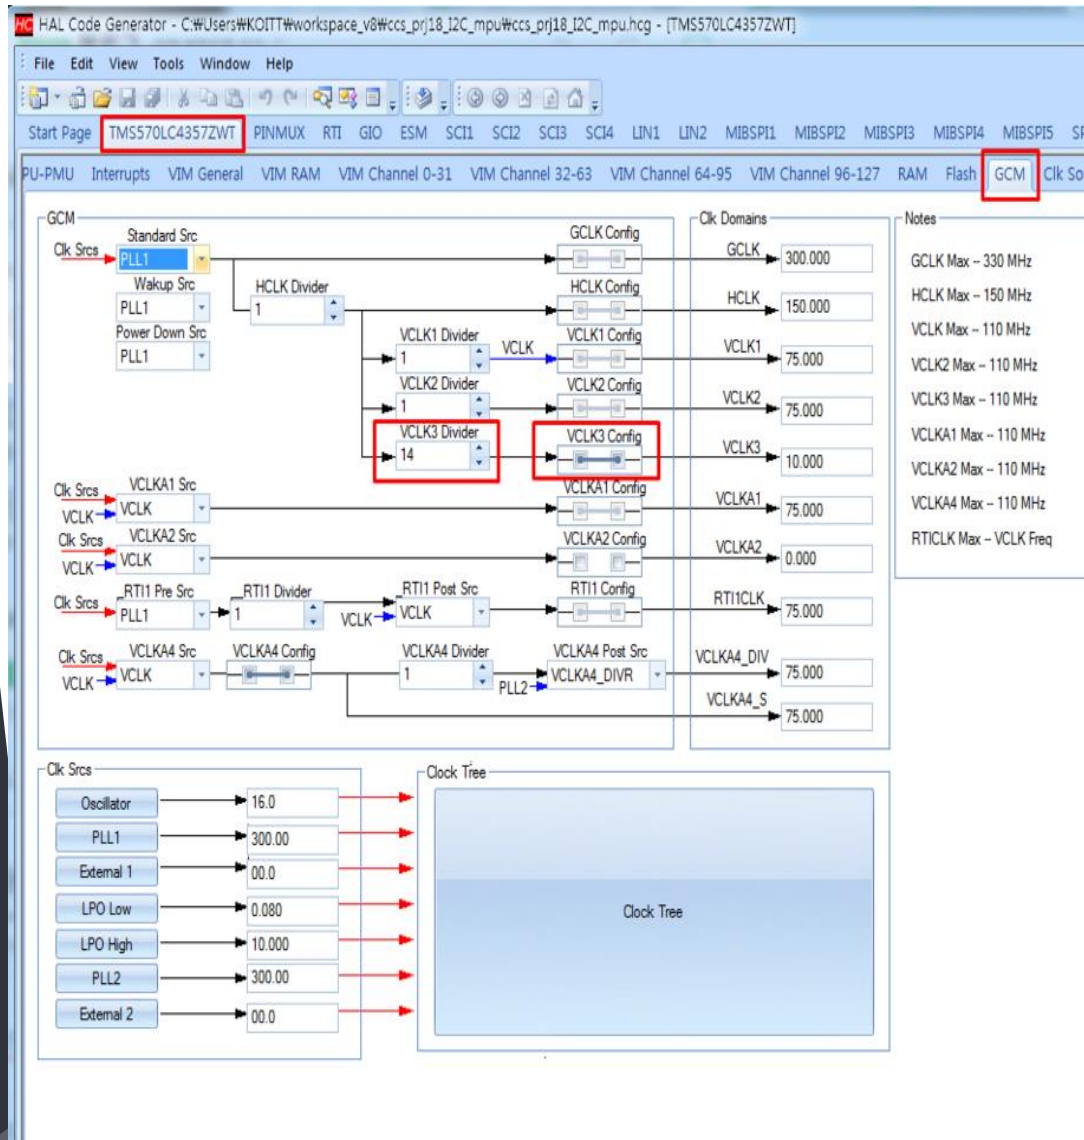 HC HAL Code Generator - C:₩Users₩KOITT₩workspace_v8₩ccs_prj18_I2C_mpu₩ccs_prj18_I2C_mpu.hcg - [TMS570LC4357ZWT]
File Edit View Tools Window Help
Start Page TMS570LC4357ZWT PINMUX RTI GIO ESM SCI1 SCI2 SCI3 SCI4 LIN1 LIN2 MIBSPI1 MIBSPI2 MIBSPI3 MIBSPI4 MIBSPI5 SP
PU-PMU Interrupts VIM General VIM RAM VIM Channel 0-31 VIM Channel 32-63 VIM Channel 64-95 VIM Channel 96-127 RAM Flash GCM Clk So
GCM
Clk Srcs
Standard Src
PLL1
Wakup Src
PLL1
Power Down Src
PLL1
HCLK Divider
1
VCLK1 Divider
1
VCLK
VCLK2 Divider
1
VCLK3 Divider
14
GCLK Config
HCLK Config
VCLK1 Config
VCLK2 Config
VCLK3 Config
Clk Srcs
VCLK
VCLKA1 Src
VCLK
VCLKA1 Config
Clk Srcs
VCLK
VCLKA2 Src
VCLK
VCLKA2 Config
Clk Srcs
_RTI1 Pre Src
PLL1
__RTI1 Divider
1
VCLK
_RTI1 Post Src
VCLK
RTI1 Config
Clk Srcs
VCLK
VCLKA4 Src
VCLK
VCLKA4 Config
VCLKA4 Divider
1
PLL2
VCLKA4 Post Src
VCLKA4_DIVR
Clk Domains
GCLK 300.000
HCLK 150.000
VCLK1 75.000
VCLK2 75.000
VCLK3 10.000
VCLKA1 75.000
VCLKA2 0.000
RTI1CLK 75.000
VCLKA4_DIV 75.000
VCLKA4_S 75.000
Notes
GCLK Max -- 330 MHz
HCLK Max -- 150 MHz
VCLK Max -- 110 MHz
VCLK2 Max -- 110 MHz
VCLK3 Max -- 110 MHz
VCLKA1 Max -- 110 MHz
VCLKA2 Max -- 110 MHz
VCLKA4 Max -- 110 MHz
RTICLK Max -- VCLK Freq
Clk Srcs
Oscillator 16.0
PLL1 300.00
External 1 00.0
LPO Low 0.080
LPO High 10.000
PLL2 300.00
External 2 00.0
Clock Tree
Clock Tree